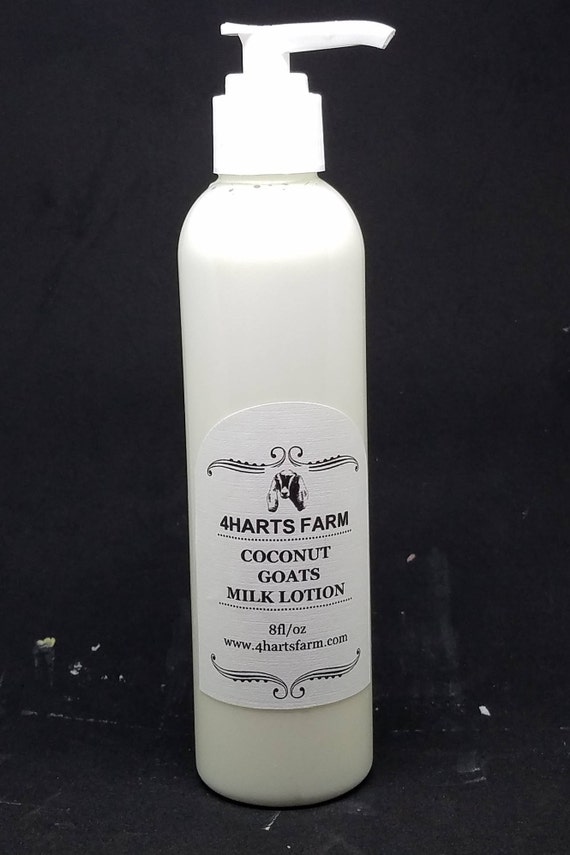 4HARTS FARM
COCONUT
GOATS
MILK LOTION
8fl/oz
www.4hartsfarm.com